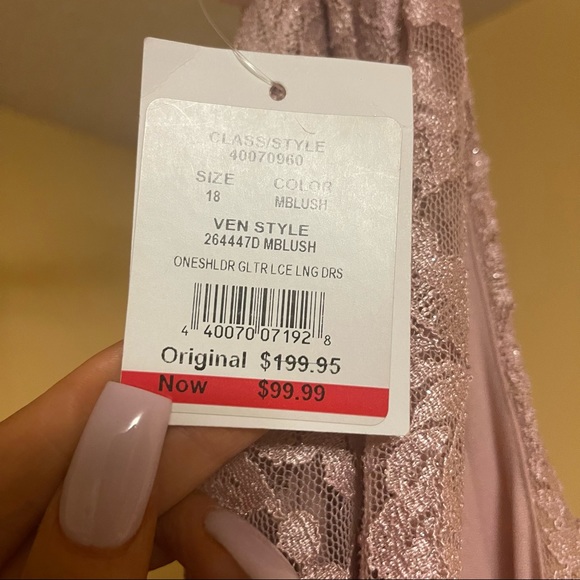 CLASS/STYLE
40070960
SIZE COLOR
18 MBLUSH
VEN STYLE
264447D MBLUSH
ONESHLDR GLTR LCE LNG DRS
4 40070 07192 8
Original $199.95
Now $99.99